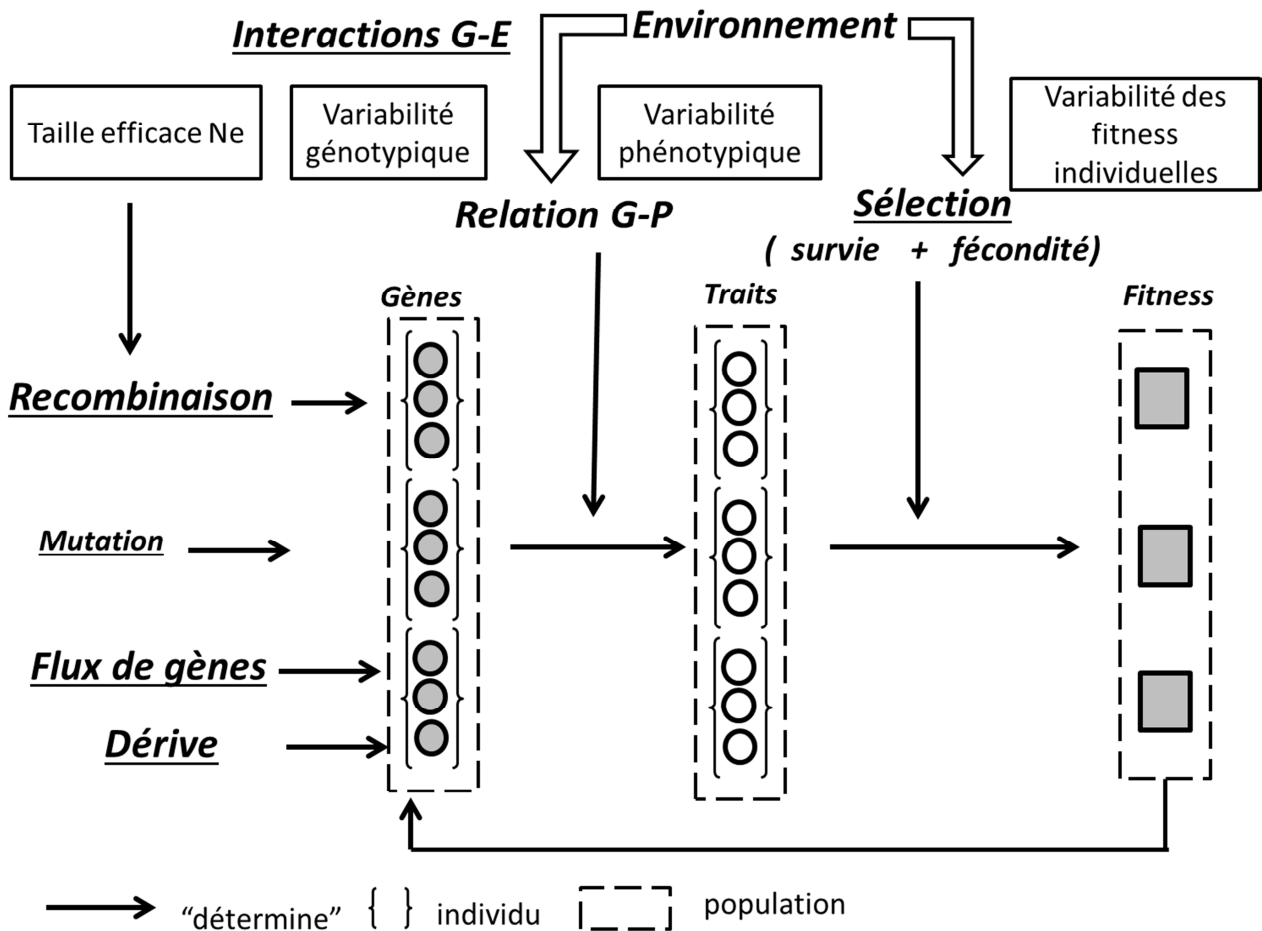 Interactions G-E
Environnement
Taille efficace Ne
Variabilité
génotypique
Variabilité
phénotypique
Variabilité des
fitness
individuelles
Relation G-P
Sélection
( survie + fécondité)
Gènes
Traits
Fitness
Recombinaison
Mutation
Flux de gènes
Dérive
“détermine”
{ } individu
population